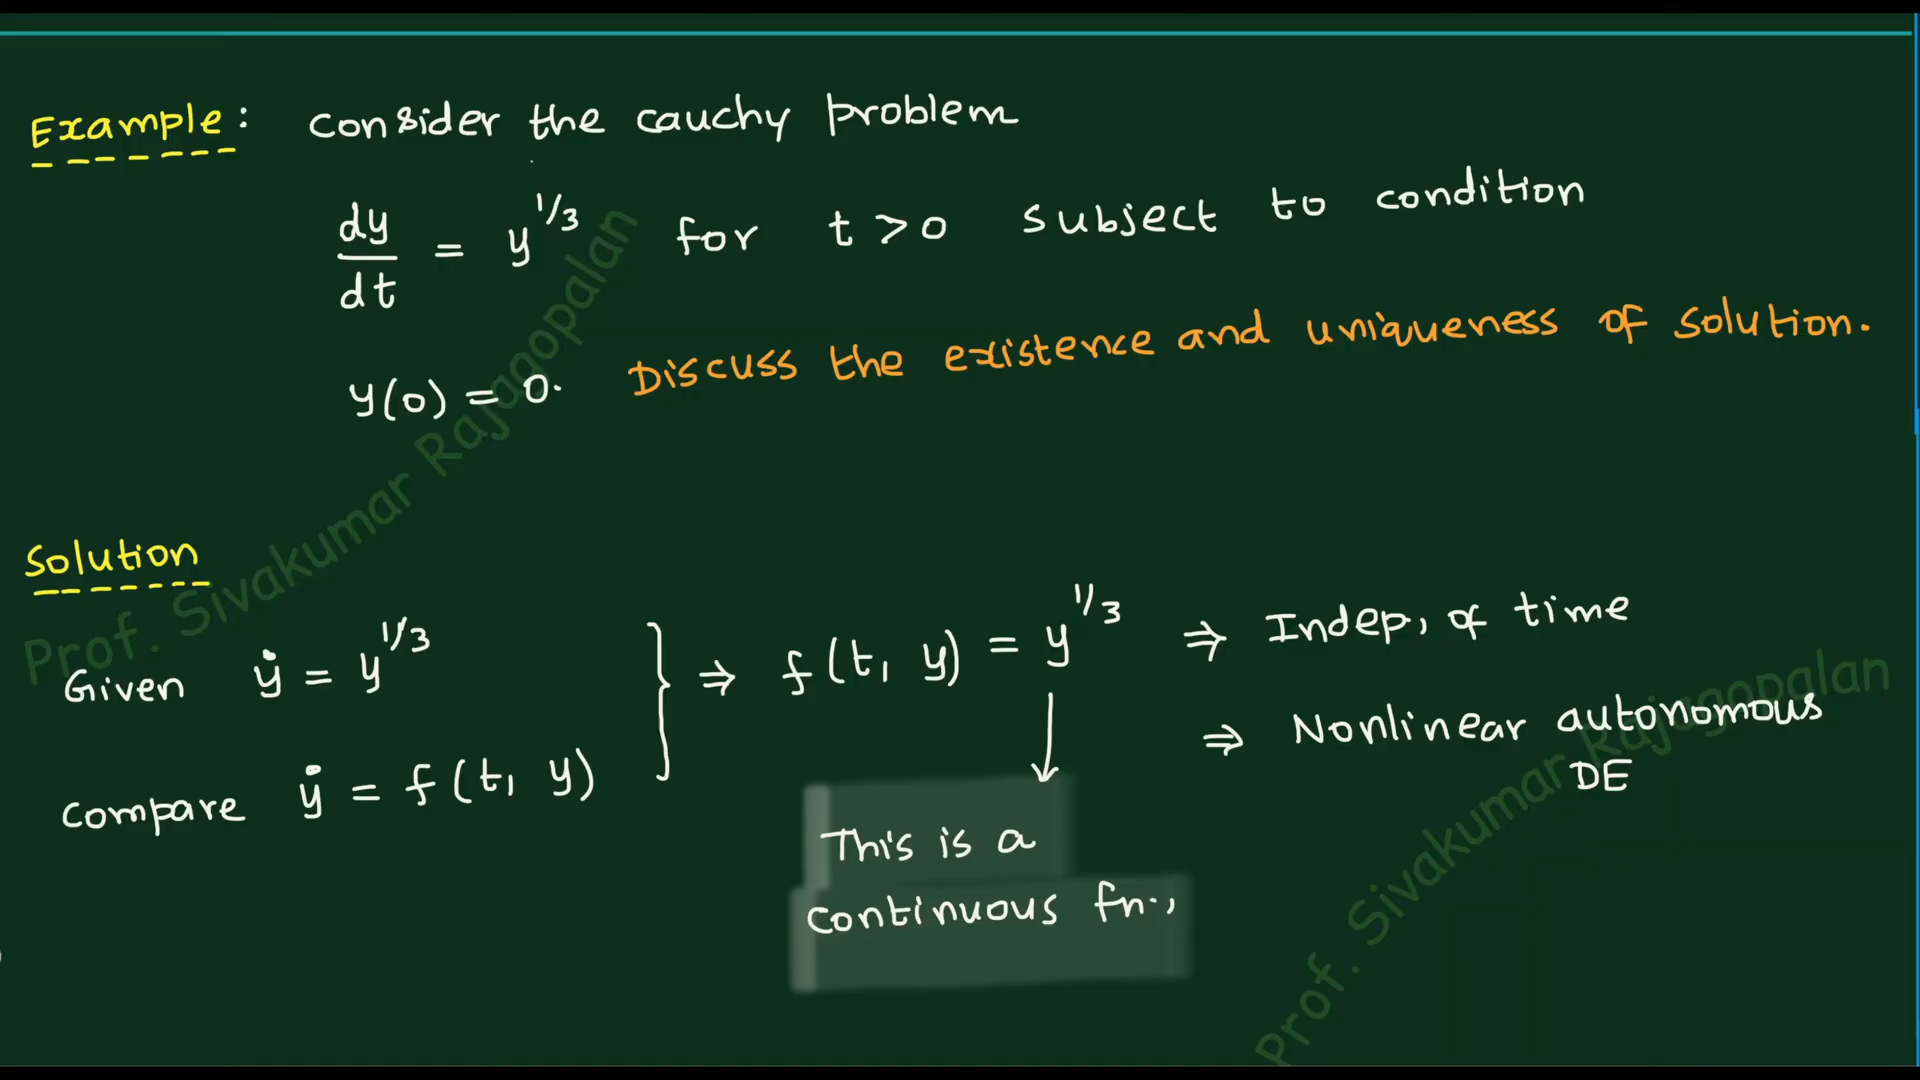 Example: consider the cauchy problem
dy/dt = y^1/3 for t > 0 subject to condition
y(0) = 0. Discuss the existence and uniqueness of solution.
Solution
Given ẏ = y^1/3 } ⇒ f(t, y) = y^1/3 ⇒ Indep, of time
compare ẏ = f(t, y)
⇒ Nonlinear autonomous
DE
This is a
continuous fn.,
Prof. Sivakumar Rajagopalan
Prof. Sivakumar Rajagopalan